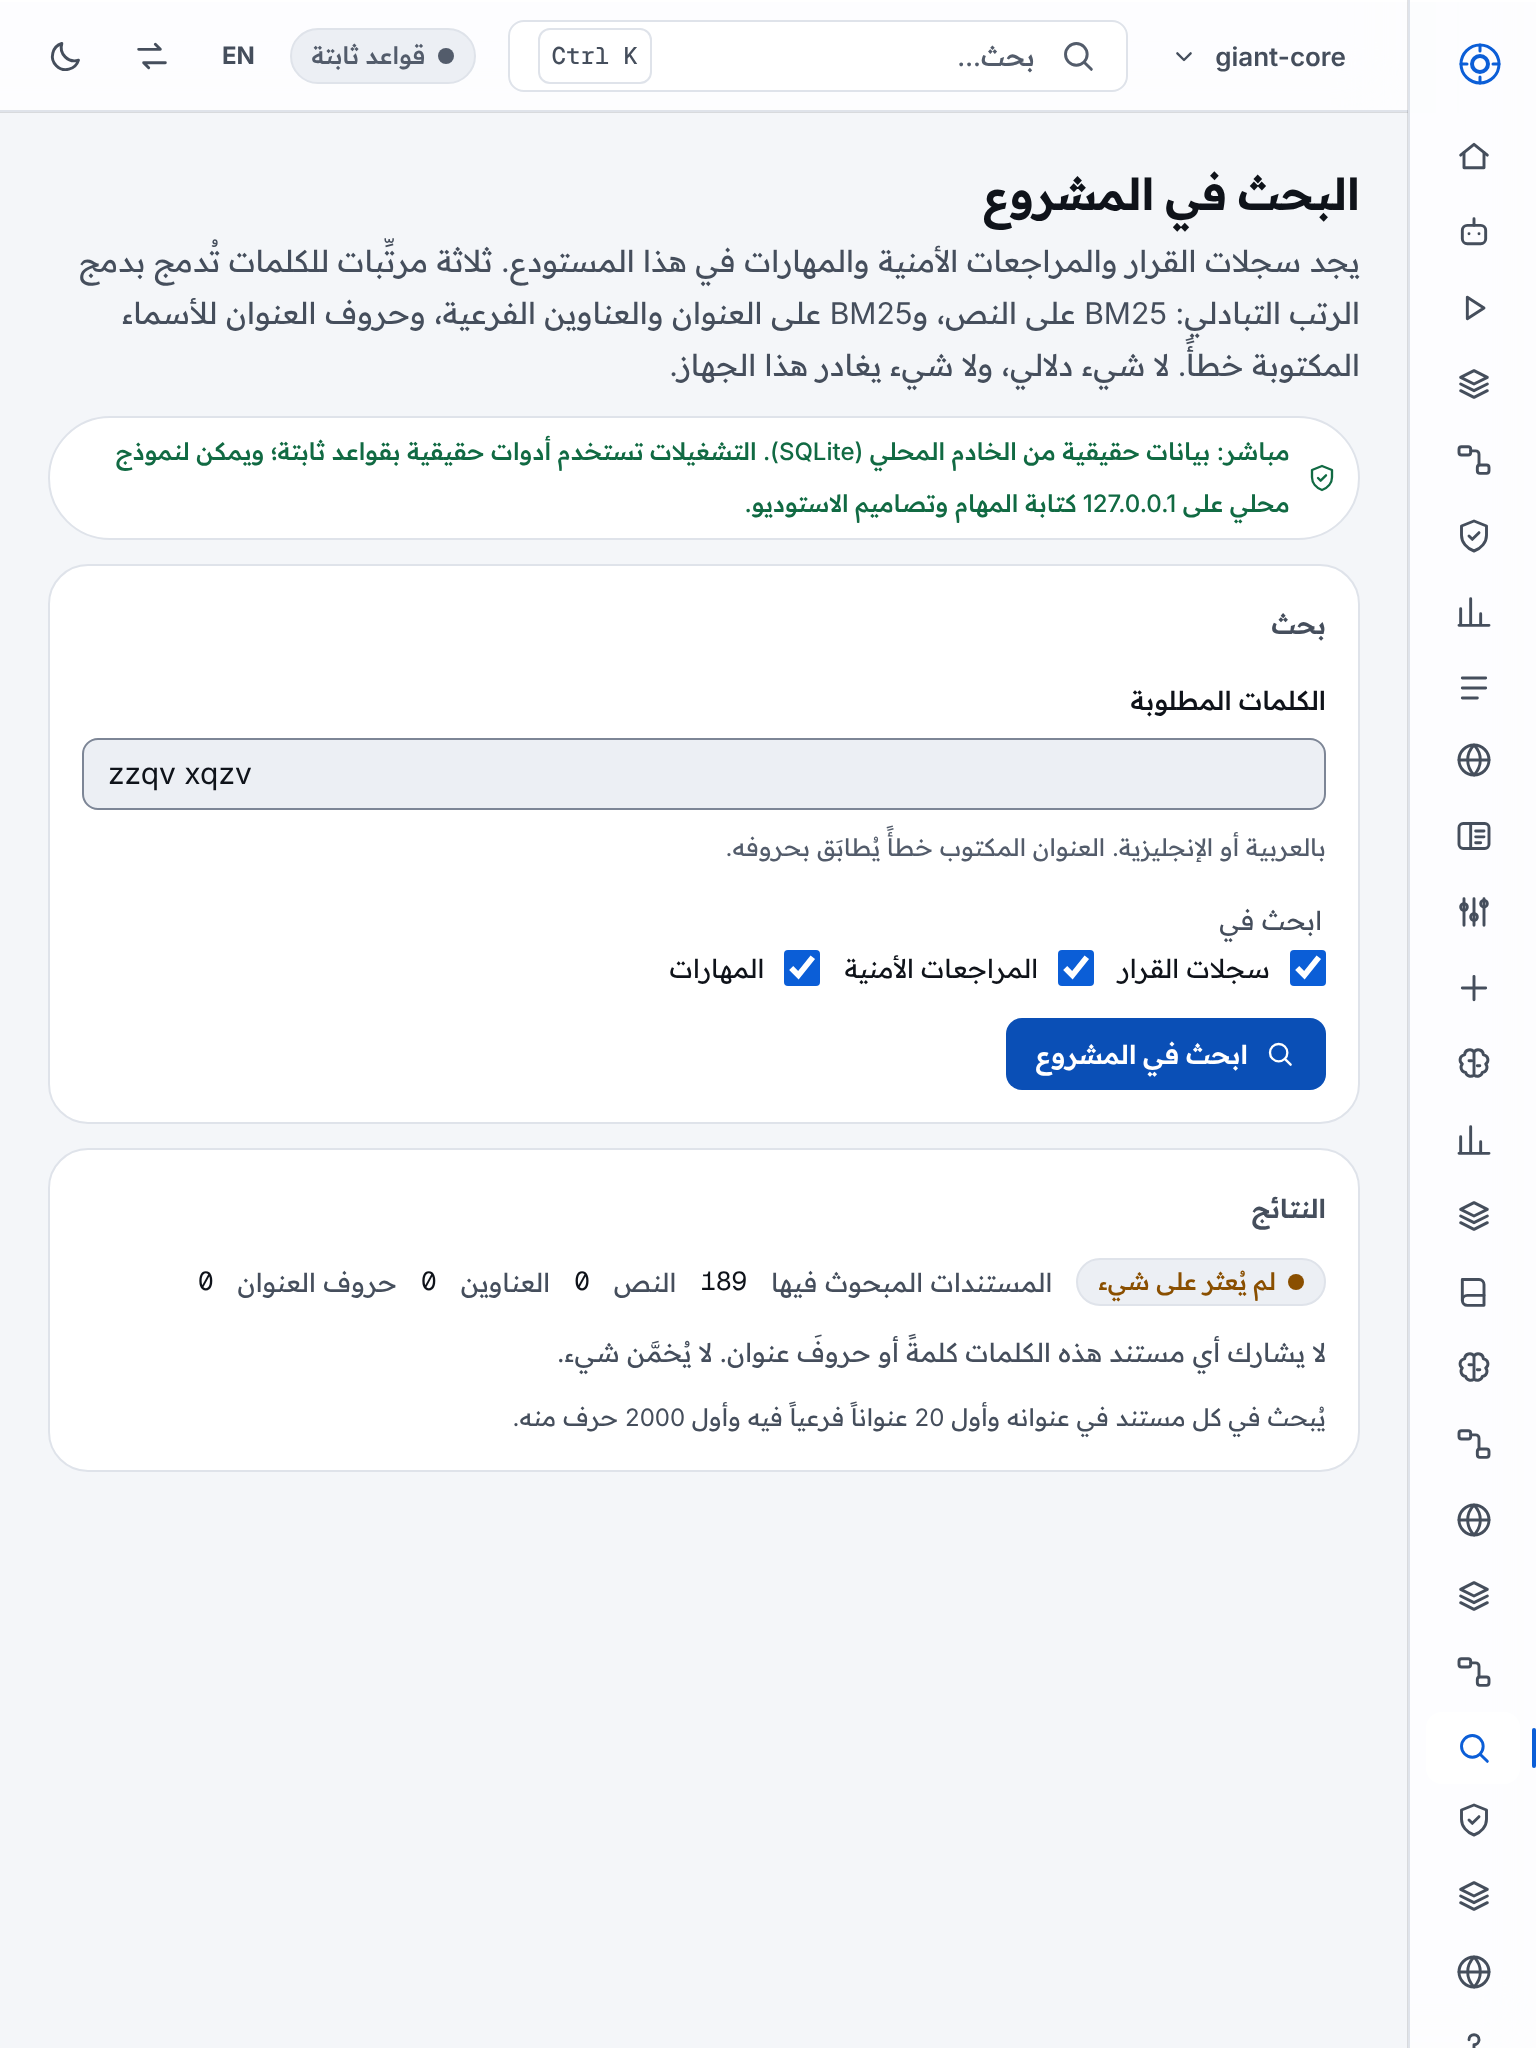 giant-core
بحث...
Ctrl K
قواعد ثابتة
EN
البحث في المشروع
يجد سجلات القرار والمراجعات الأمنية والمهارات في هذا المستودع. ثلاثة مرتِّبات للكلمات تُدمج بدمج
الرتب التبادلي: BM25 على النص، وBM25 على العنوان والعناوين الفرعية، وحروف العنوان للأسماء
المكتوبة خطأً. لا شيء دلالي، ولا شيء يغادر هذا الجهاز.
مباشر: بيانات حقيقية من الخادم المحلي (SQLite). التشغيلات تستخدم أدوات حقيقية بقواعد ثابتة؛ ويمكن لنموذج
محلي على 127.0.0.1 كتابة المهام وتصاميم الاستوديو.
بحث
الكلمات المطلوبة
zzqv xqzv
بالعربية أو الإنجليزية. العنوان المكتوب خطأً يُطابَق بحروفه.
ابحث في
سجلات القرار
المراجعات الأمنية
المهارات
ابحث في المشروع
النتائج
لم يُعثر على شيء
المستندات المبحوث فيها 189 النص 0 العناوين 0 حروف العنوان 0
لا يشارك أي مستند هذه الكلمات كلمةً أو حروفَ عنوان. لا يُخمَّن شيء.
يُبحث في كل مستند في عنوانه وأول 20 عنواناً فرعياً فيه وأول 2000 حرف منه.